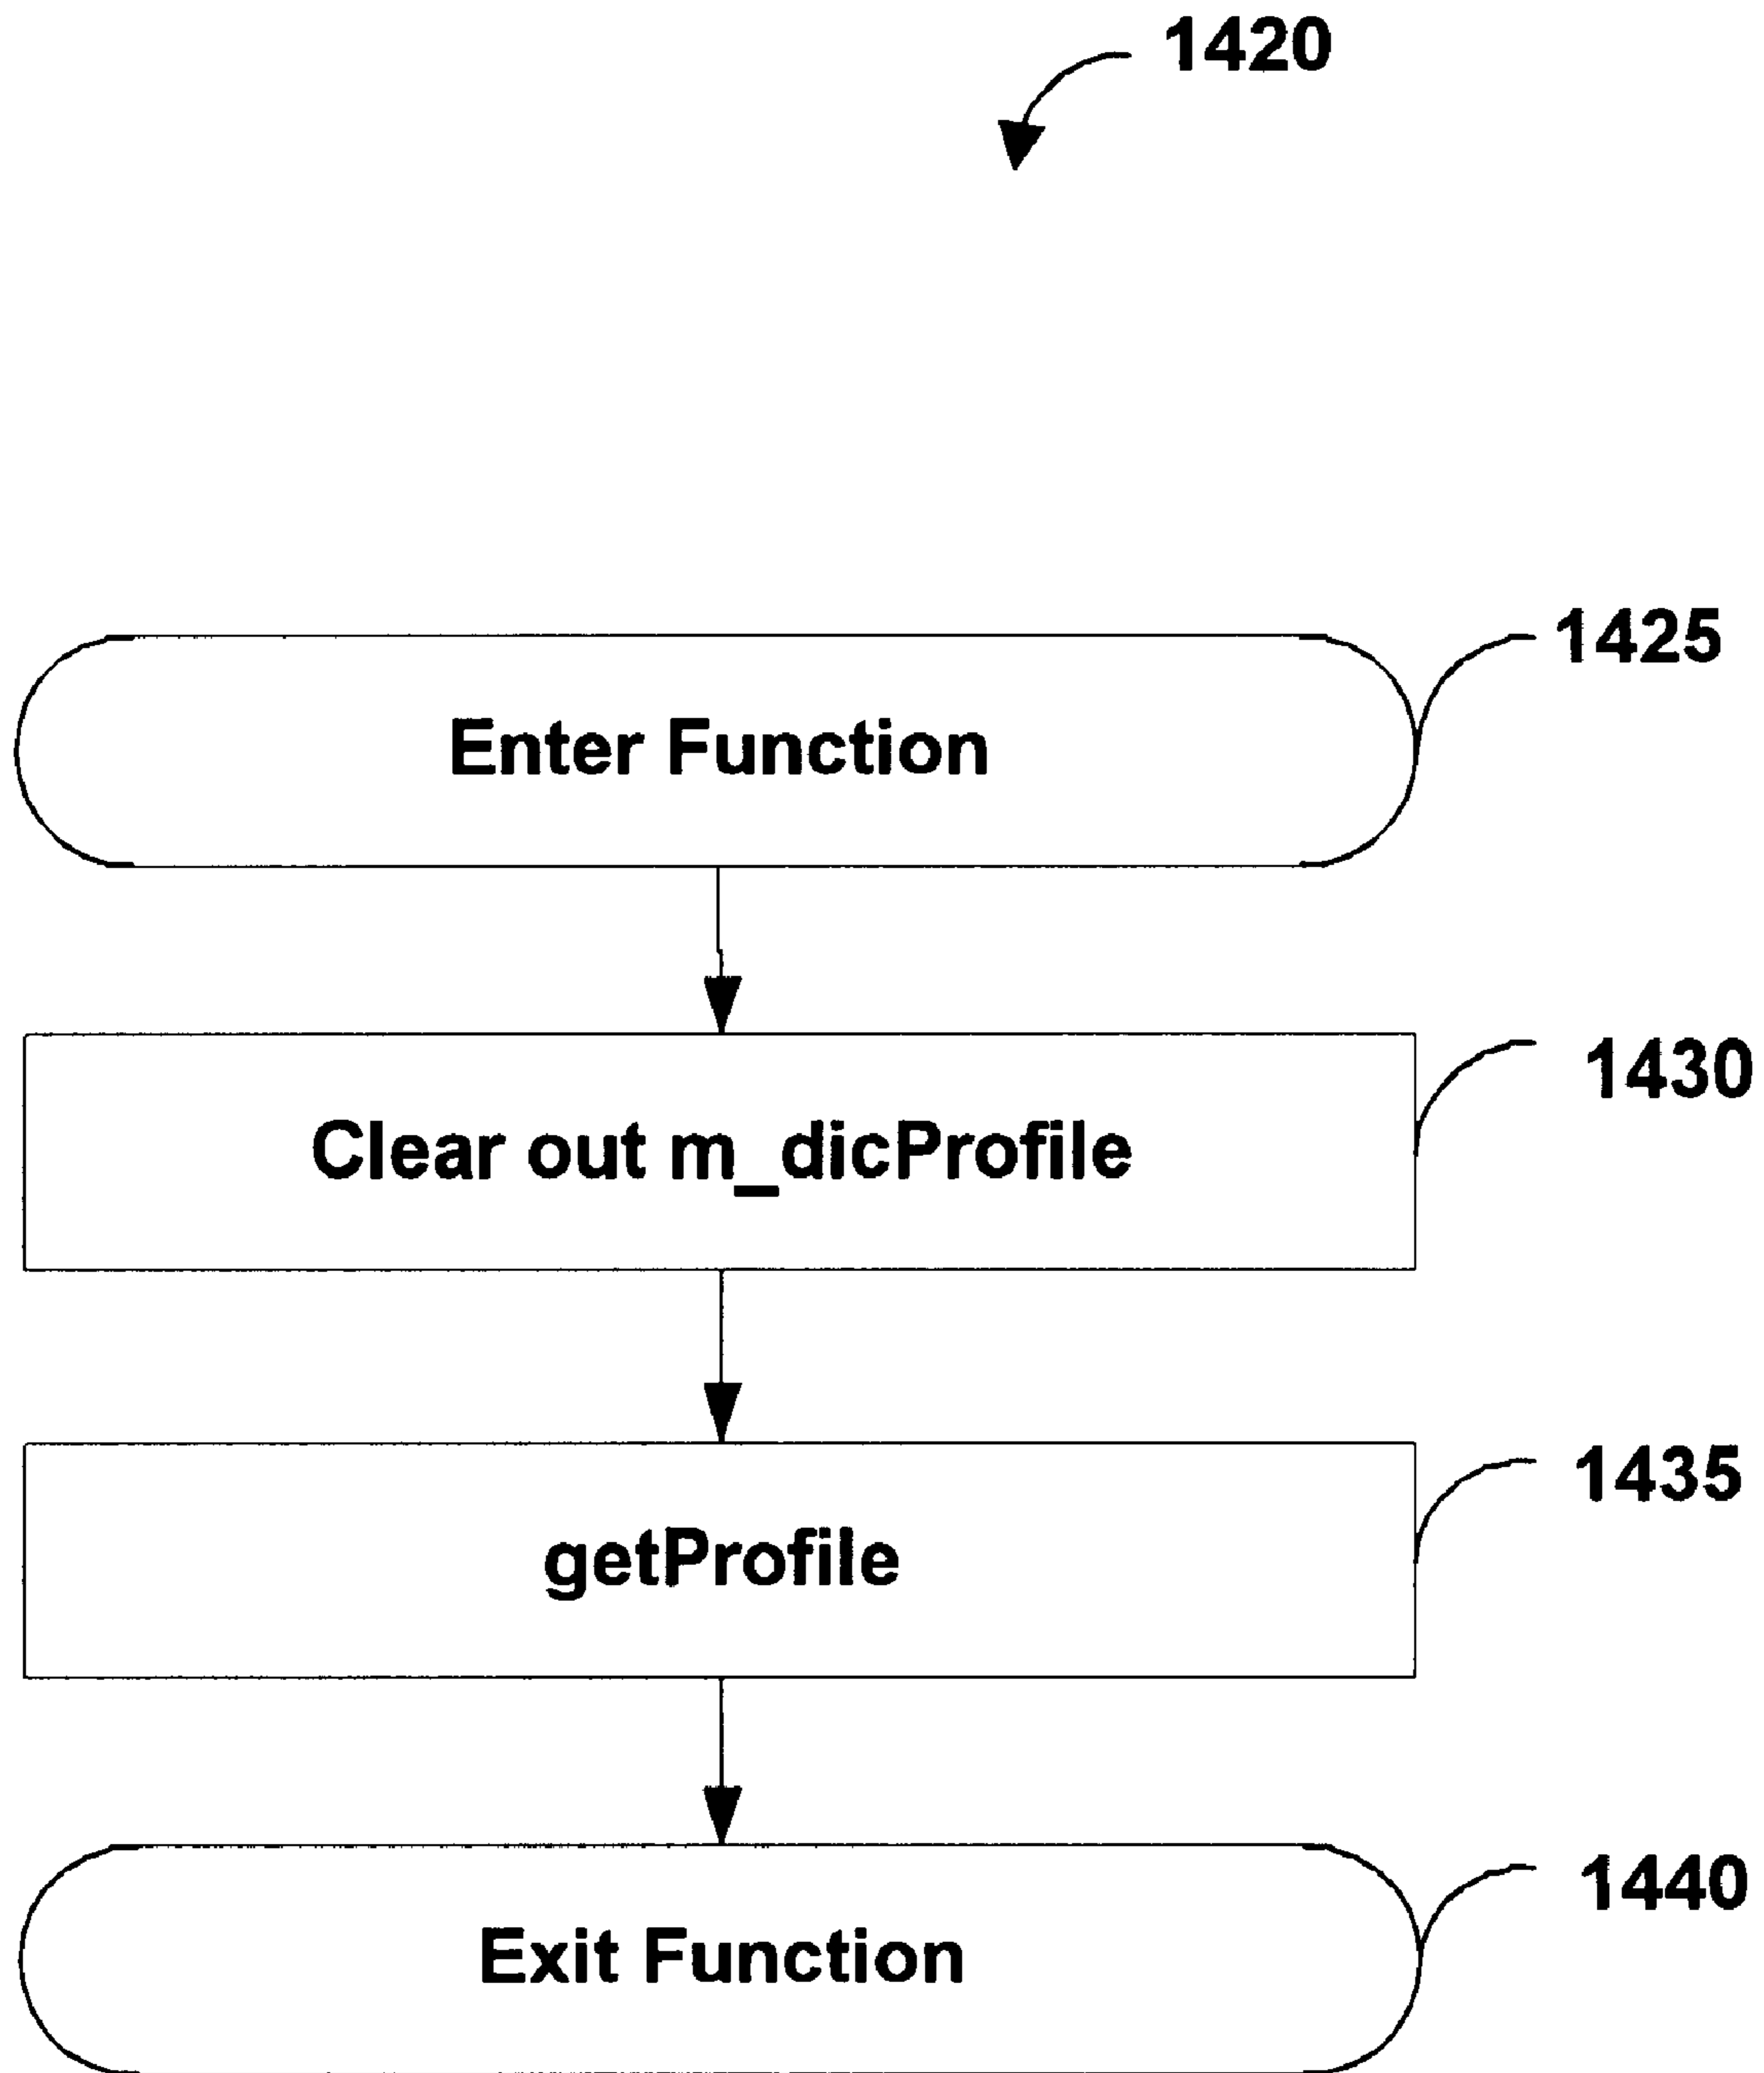 1420
1425
Enter Function
1430
Clear out m_dicProfile
1435
getProfile
1440
Exit Function